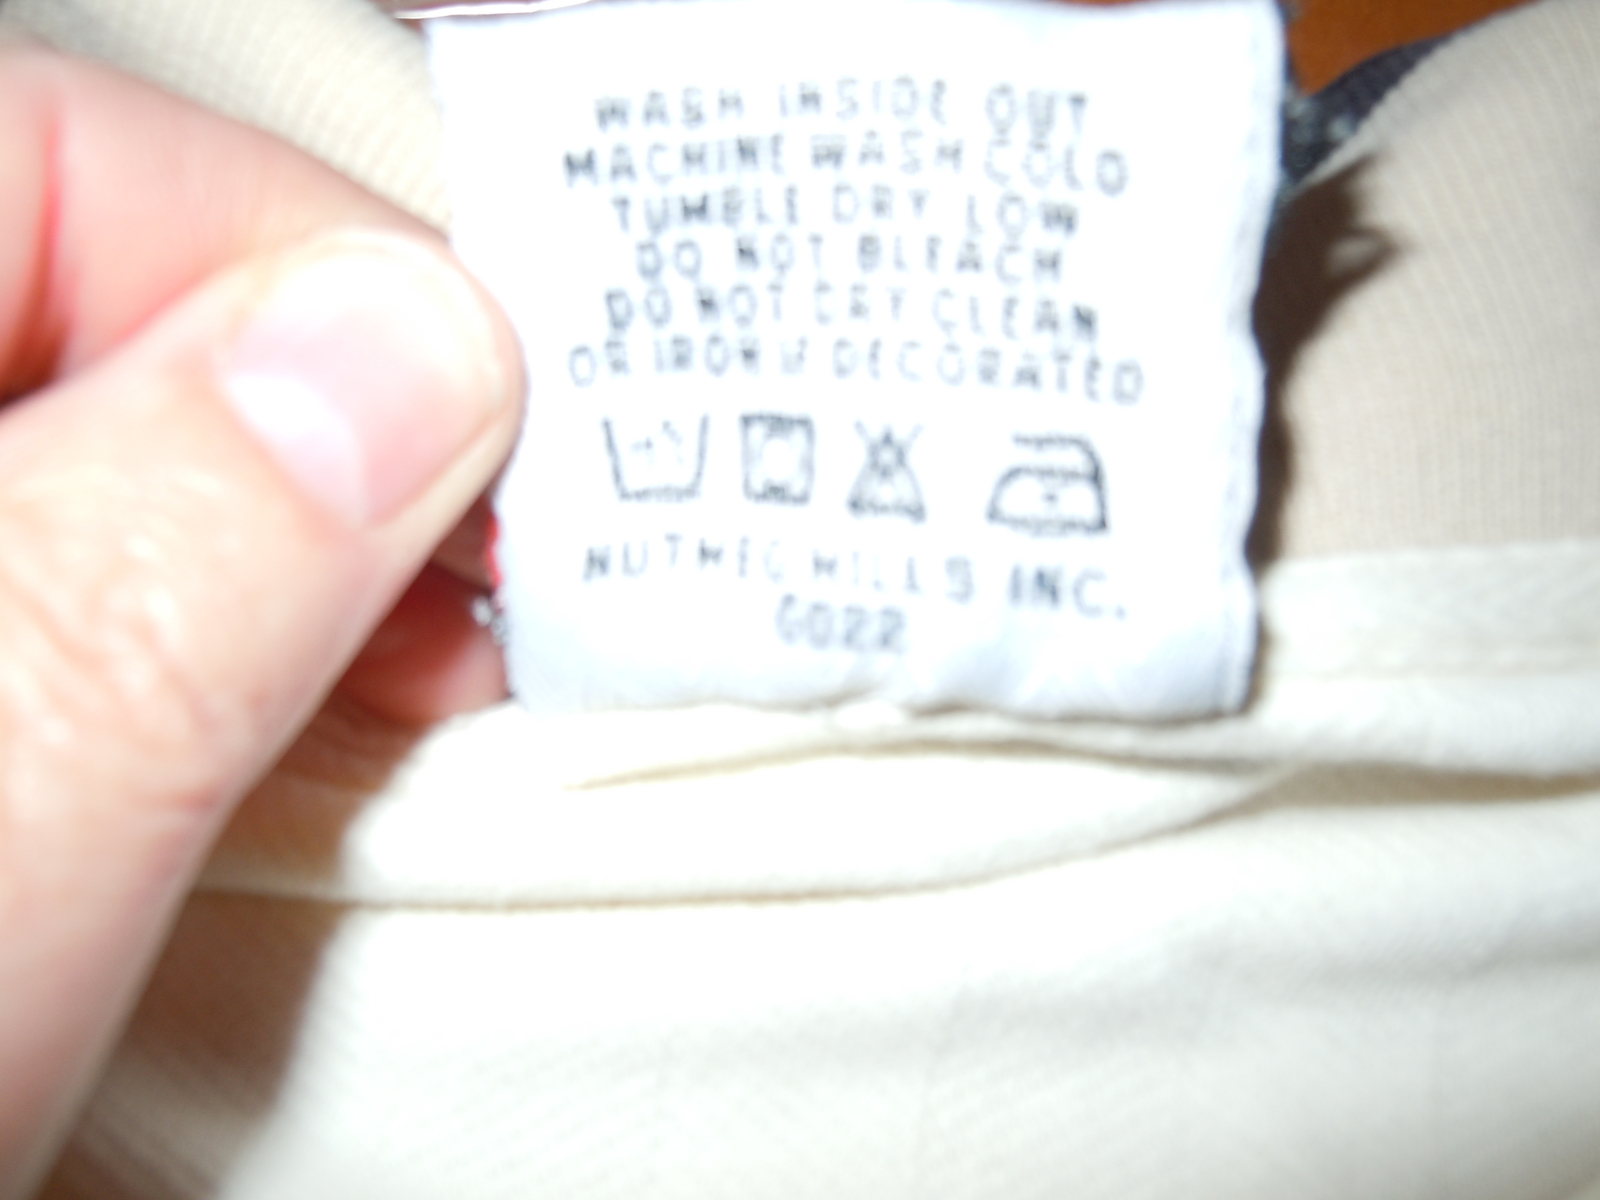 WASH INSIDE OUT
MACHINE WASH COLD
TUMBLE DRY LOW
DO NOT BLEACH
DO NOT DRY CLEAN
OR IRON IF DECORATED
NUTMEG MILLS INC.
6022